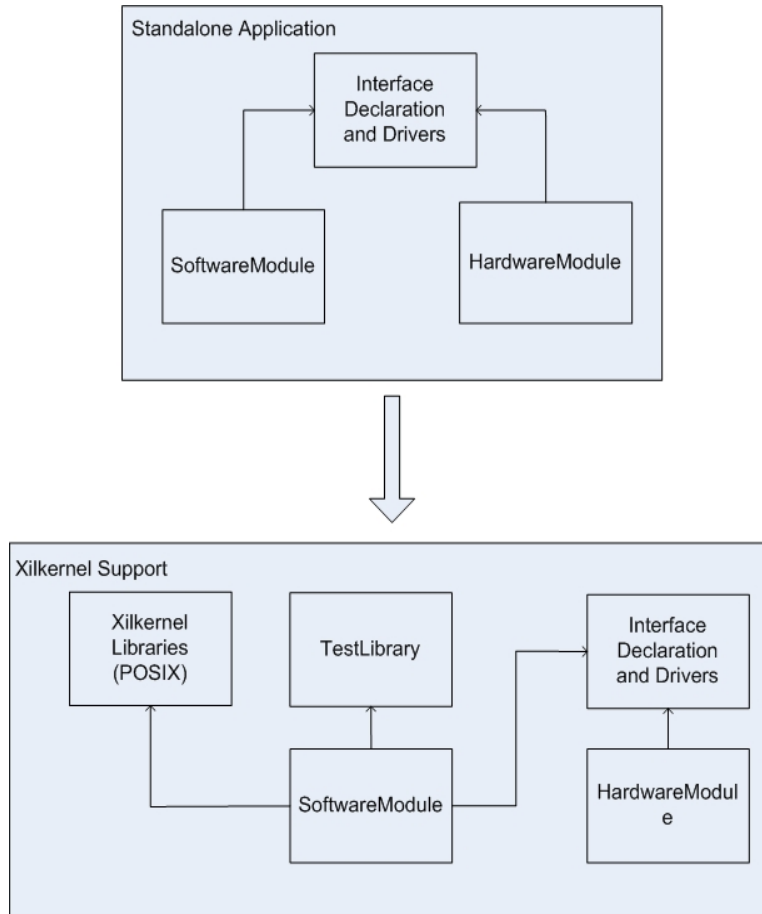 Standalone Application
Interface
Declaration
and Drivers
SoftwareModule
HardwareModule
Xilkernel Support
Xilkernel
Libraries
(POSIX)
TestLibrary
Interface
Declaration
and Drivers
SoftwareModule
HardwareModul
e